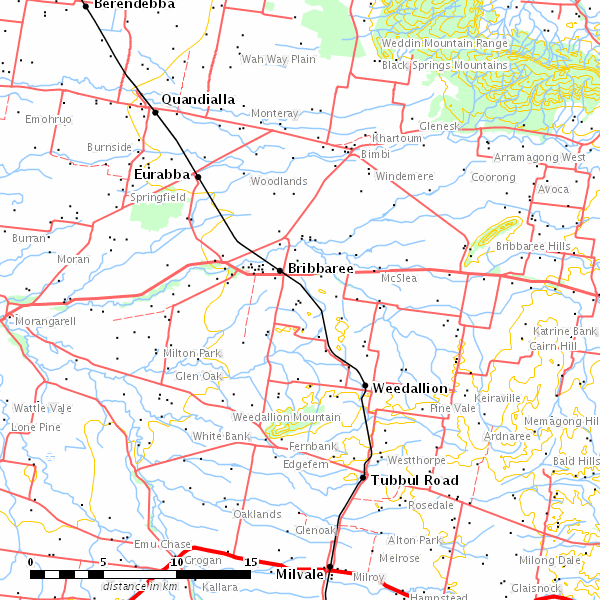 Berendebba
Weddin Mountain Range
Wah Way Plain
Black Springs Mountains
Quandialla
Monteray
Emohruo
Glenesk
Khartoum
Burnside
Bimbi
Arramagong West
Eurabba
Woodlands
Windemere
Coorong
Avoca
Springfield
Burran
Bribbaree Hills
Moran
Bribbaree
McSlea
Morangarell
Katrine Bank
Cairn Hill
Milton Park
Glen Oak
Weedallion
Keiraville
Wattle Vale
Pine Vale
Weedallion Mountain
Memagong Hill
Lone Pine
White Bank
Ardnaree
Fernbank
Edgefern
Westthorpe
Bald Hills
Tubbul Road
Rosedale
Oaklands
Glenoak
Emu Chase
Alton Park
Grogan
Melrose
Milong Dale
0 5 10 15
Milvale
Milroy
distance in km
Kallara
Glaisnock
Hampstead